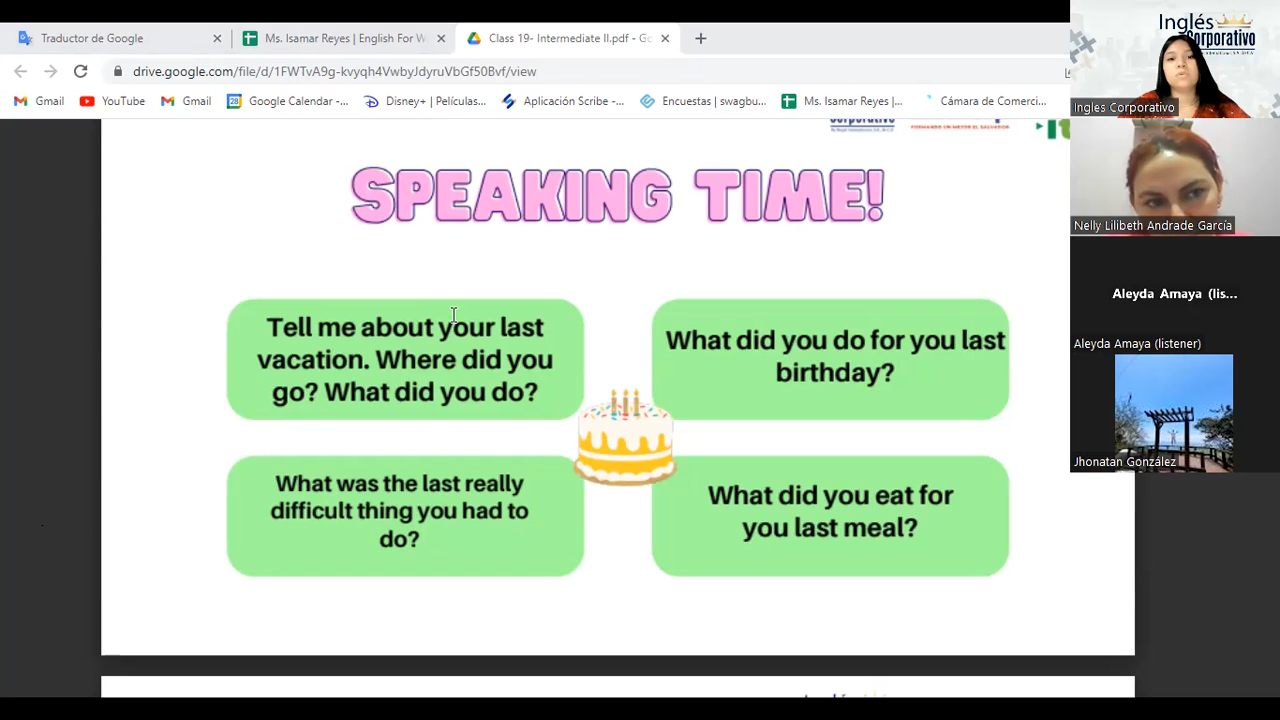 Traductor de Google
Ms. Isamar Reyes | English For W
Class 19- Intermediate II.pdf - Go
drive.google.com/file/d/1FWTvA9g-kvyqh4VwbyJdyruVbGf5r8vf/view
Gmail
YouTube
Gmail
Google Calendar -...
Disney+ | Películas...
Aplicación Scribe -...
Encuestas | swagbu...
Ms. Isamar Reyes |...
Cámara de Comerci...
SPEAKING TIME!
Tell me about your last
vacation. Where did you
go? What did you do?
What did you do for you last
birthday?
What was the last really
difficult thing you had to
do?
What did you eat for
you last meal?
Inglés
Corporativo
Ingles Corporativo
Nelly Lilibeth Andrade García
Aleyda Amaya (lis...
Aleyda Amaya (listener)
Jhonatan González